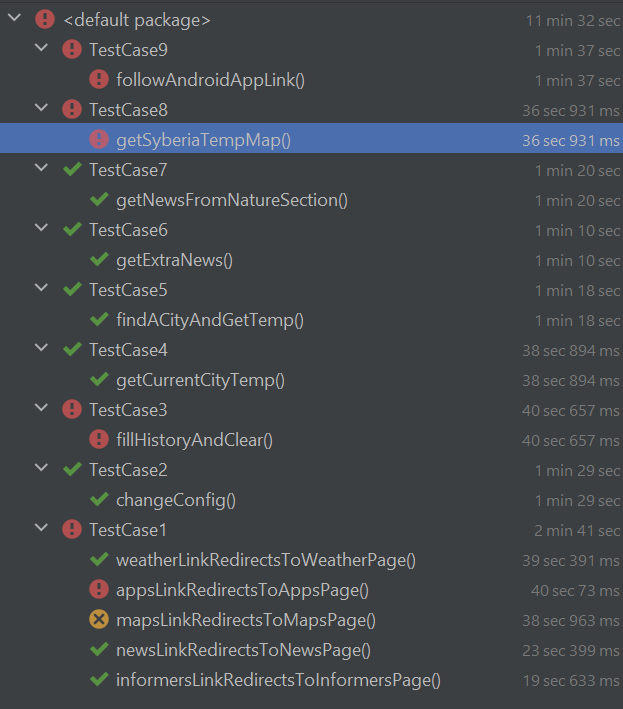 <default package> 11 min 32 sec
TestCase9 1 min 37 sec
followAndroidAppLink() 1 min 37 sec
TestCase8 36 sec 931 ms
getSyberiaTempMap() 36 sec 931 ms
TestCase7 1 min 20 sec
getNewsFromNatureSection() 1 min 20 sec
TestCase6 1 min 10 sec
getExtraNews() 1 min 10 sec
TestCase5 1 min 18 sec
findACityAndGetTemp() 1 min 18 sec
TestCase4 38 sec 894 ms
getCurrentCityTemp() 38 sec 894 ms
TestCase3 40 sec 657 ms
fillHistoryAndClear() 40 sec 657 ms
TestCase2 1 min 29 sec
changeConfig() 1 min 29 sec
TestCase1 2 min 41 sec
weatherLinkRedirectsToWeatherPage() 39 sec 391 ms
appsLinkRedirectsToAppsPage() 40 sec 73 ms
mapsLinkRedirectsToMapsPage() 38 sec 963 ms
newsLinkRedirectsToNewsPage() 23 sec 399 ms
informersLinkRedirectsToInformersPage() 19 sec 633 ms